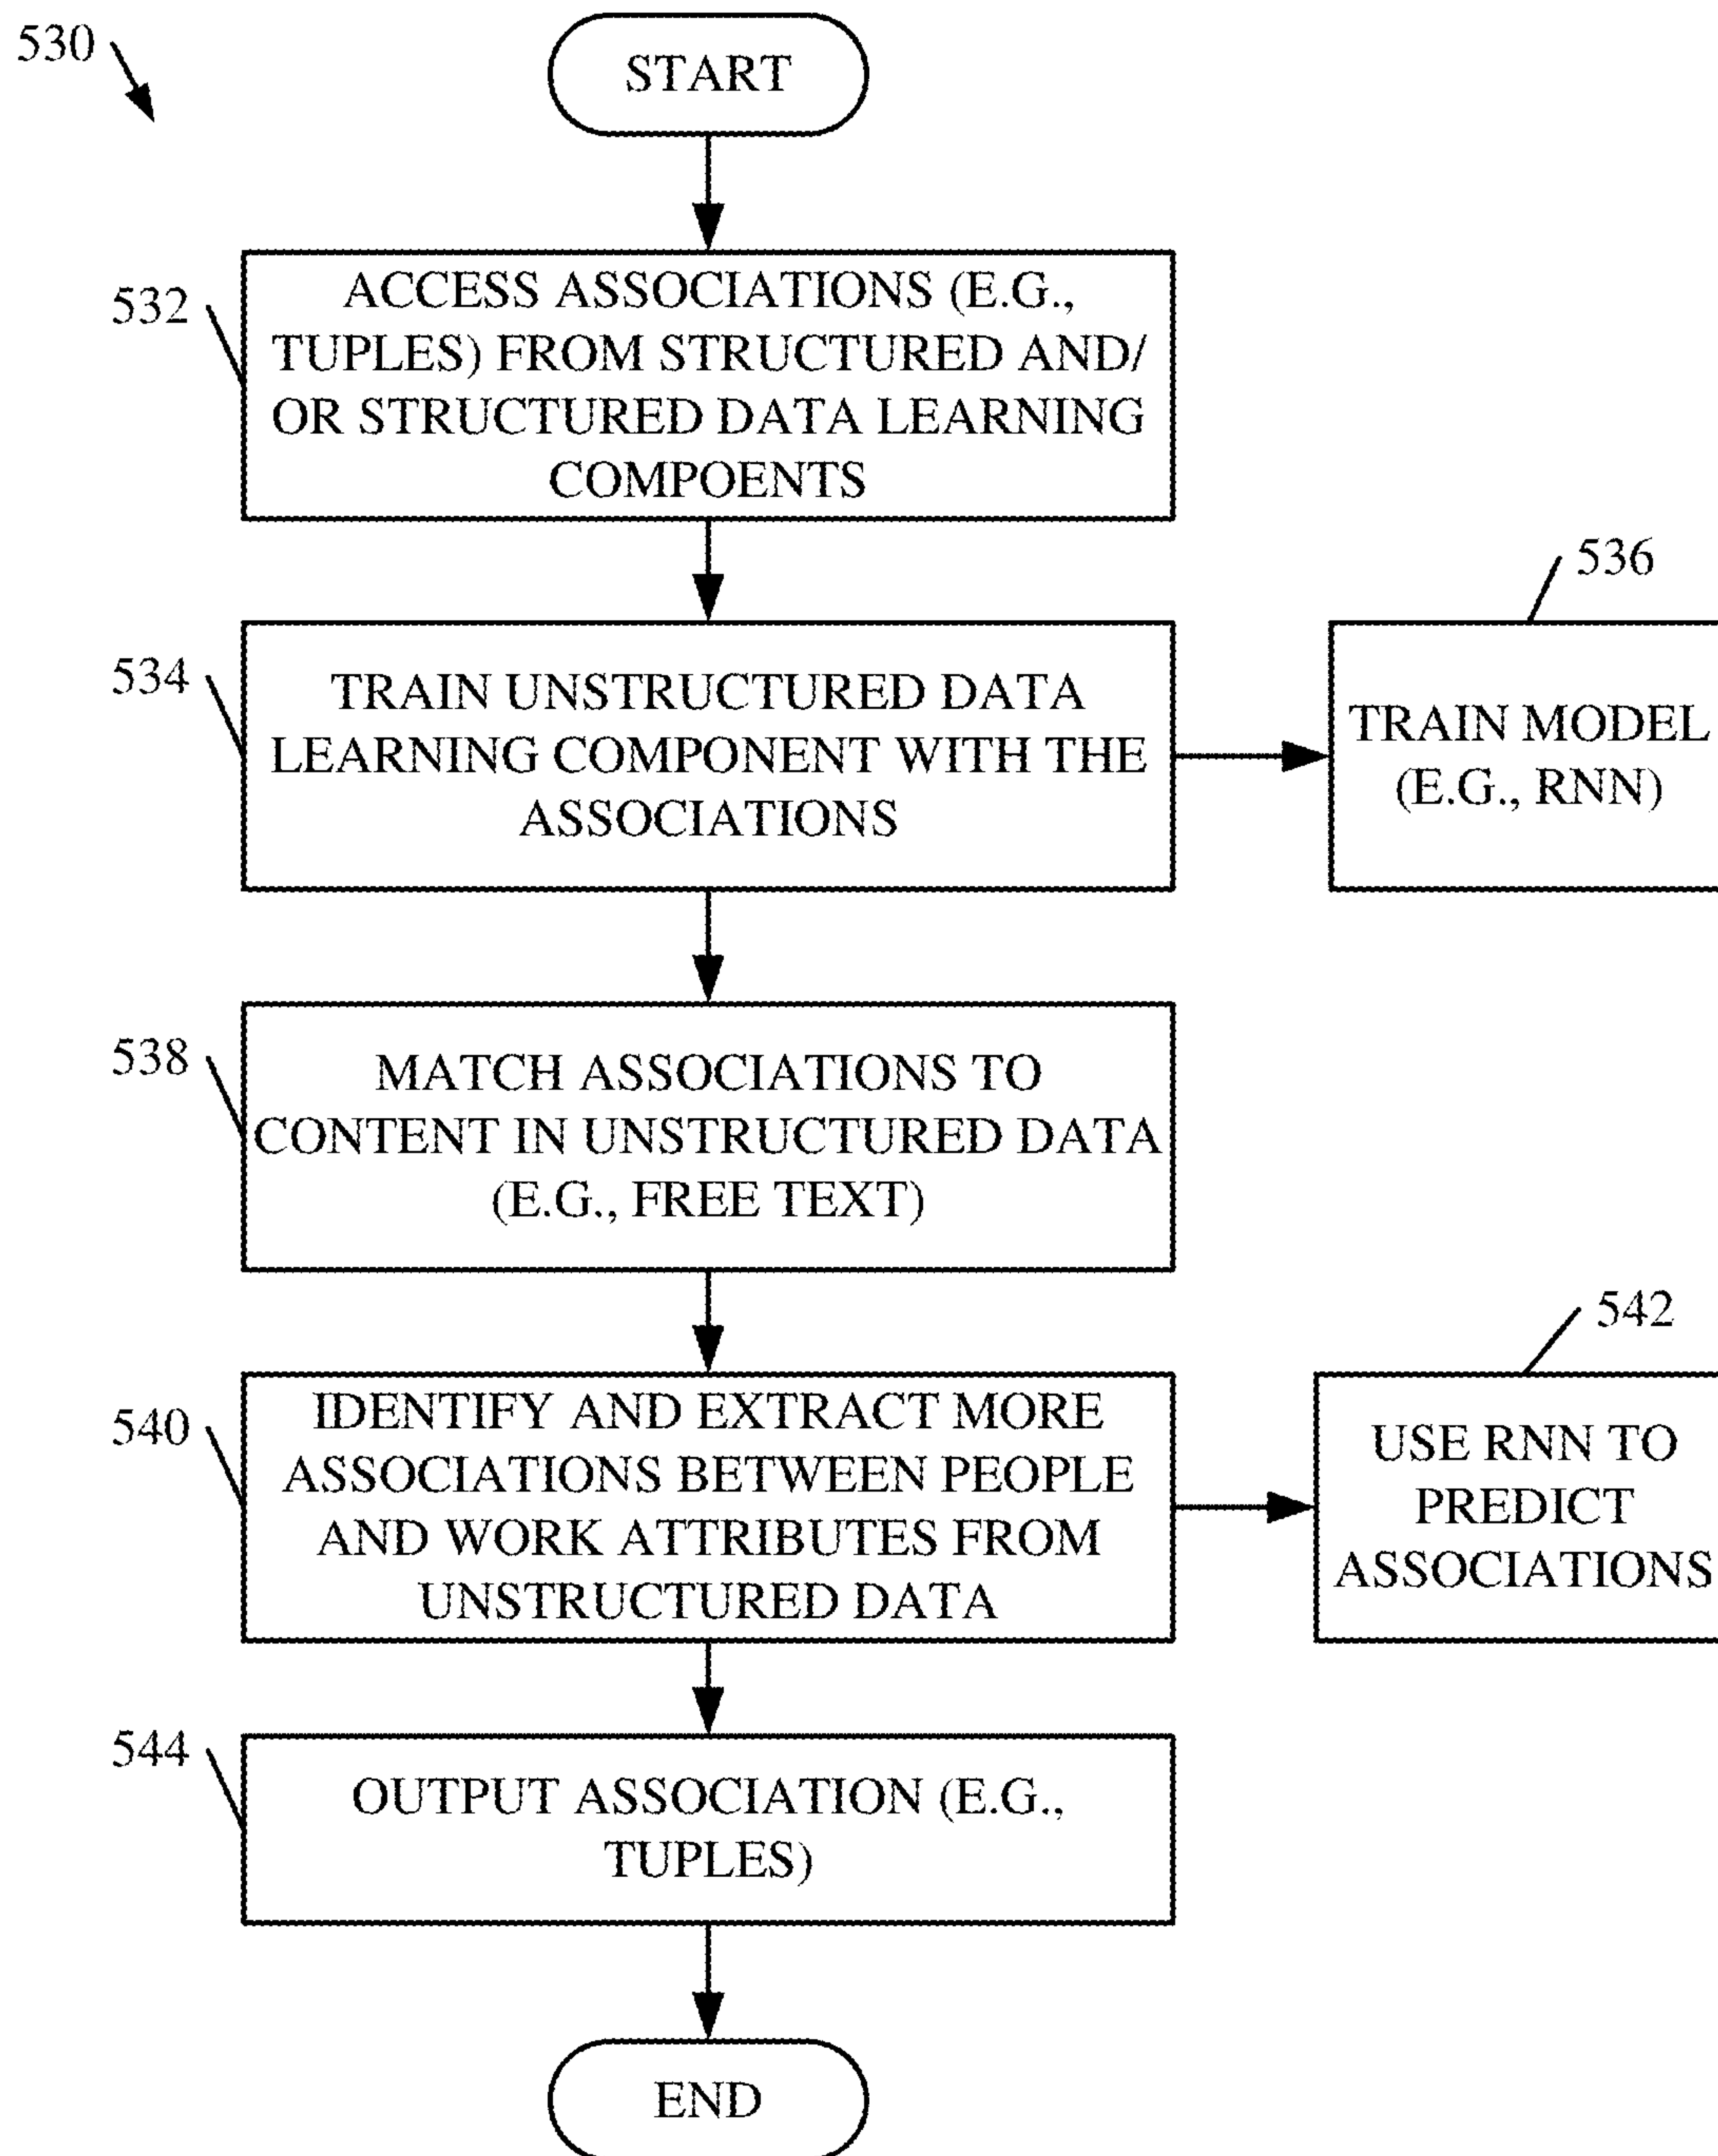 530
START
532
ACCESS ASSOCIATIONS (E.G.,
TUPLES) FROM STRUCTURED AND/
OR STRUCTURED DATA LEARNING
COMPOENTS
534
TRAIN UNSTRUCTURED DATA
LEARNING COMPONENT WITH THE
ASSOCIATIONS
536
TRAIN MODEL
(E.G., RNN)
538
MATCH ASSOCIATIONS TO
CONTENT IN UNSTRUCTURED DATA
(E.G., FREE TEXT)
540
IDENTIFY AND EXTRACT MORE
ASSOCIATIONS BETWEEN PEOPLE
AND WORK ATTRIBUTES FROM
UNSTRUCTURED DATA
542
USE RNN TO
PREDICT
ASSOCIATIONS
544
OUTPUT ASSOCIATION (E.G.,
TUPLES)
END